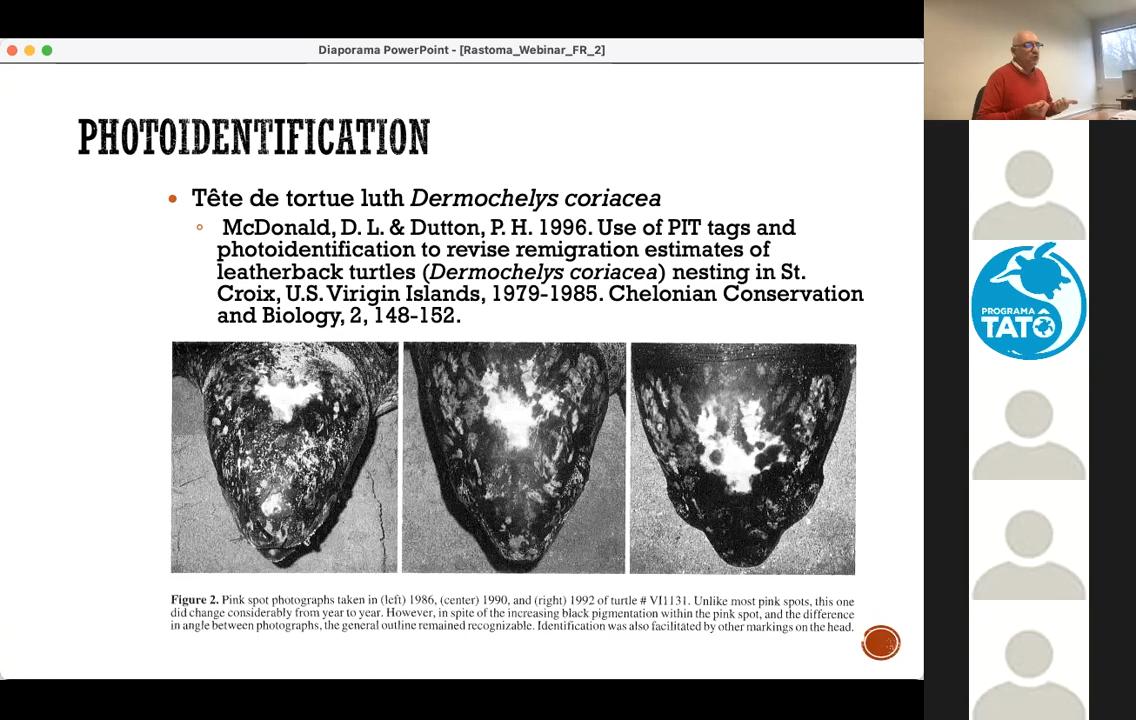 Diaporama PowerPoint - [Rastoma_Webinar_FR_2]
PHOTOIDENTIFICATION
Tête de tortue luth Dermochelys coriacea
McDonald, D. L. & Dutton, P. H. 1996. Use of PIT tags and
photoidentification to revise remigration estimates of
leatherback turtles (Dermochelys coriacea) nesting in St.
Croix, U.S. Virigin Islands, 1979-1985. Chelonian Conservation
and Biology, 2, 148-152.
Figure 2. Pink spot photographs taken in (left) 1986, (center) 1990, and (right) 1992 of turtle # VI1131. Unlike most pink spots, this one
did change considerably from year to year. However, in spite of the increasing black pigmentation within the pink spot, and the difference
in angle between photographs, the general outline remained recognizable. Identification was also facilitated by other markings on the head.
PROGRAMA
TATÔ